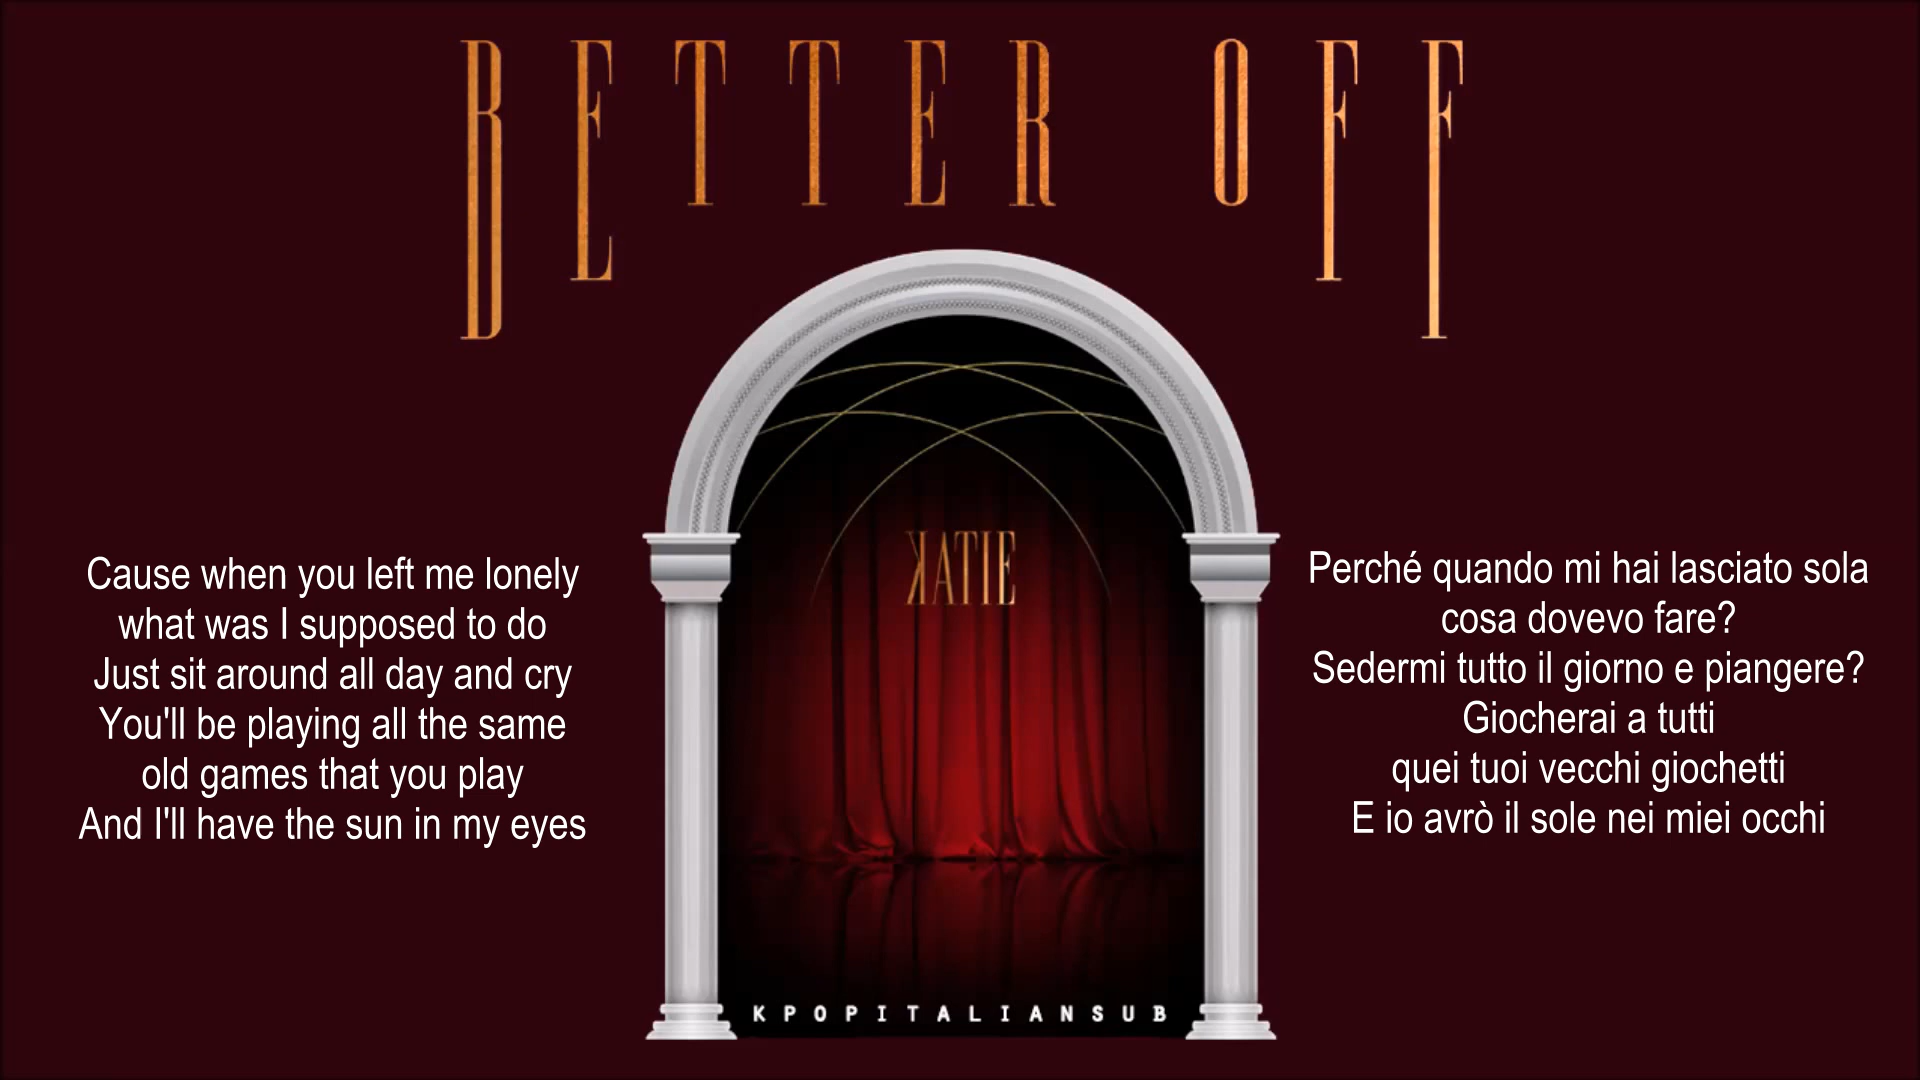 BETTER OFF
KATIE
Cause when you left me lonely
what was I supposed to do
Just sit around all day and cry
You'll be playing all the same
old games that you play
And I'll have the sun in my eyes
Perché quando mi hai lasciato sola
cosa dovevo fare?
Sedermi tutto il giorno e piangere?
Giocherai a tutti
quei tuoi vecchi giochetti
E io avrò il sole nei miei occhi
KPOPITALIANSUB